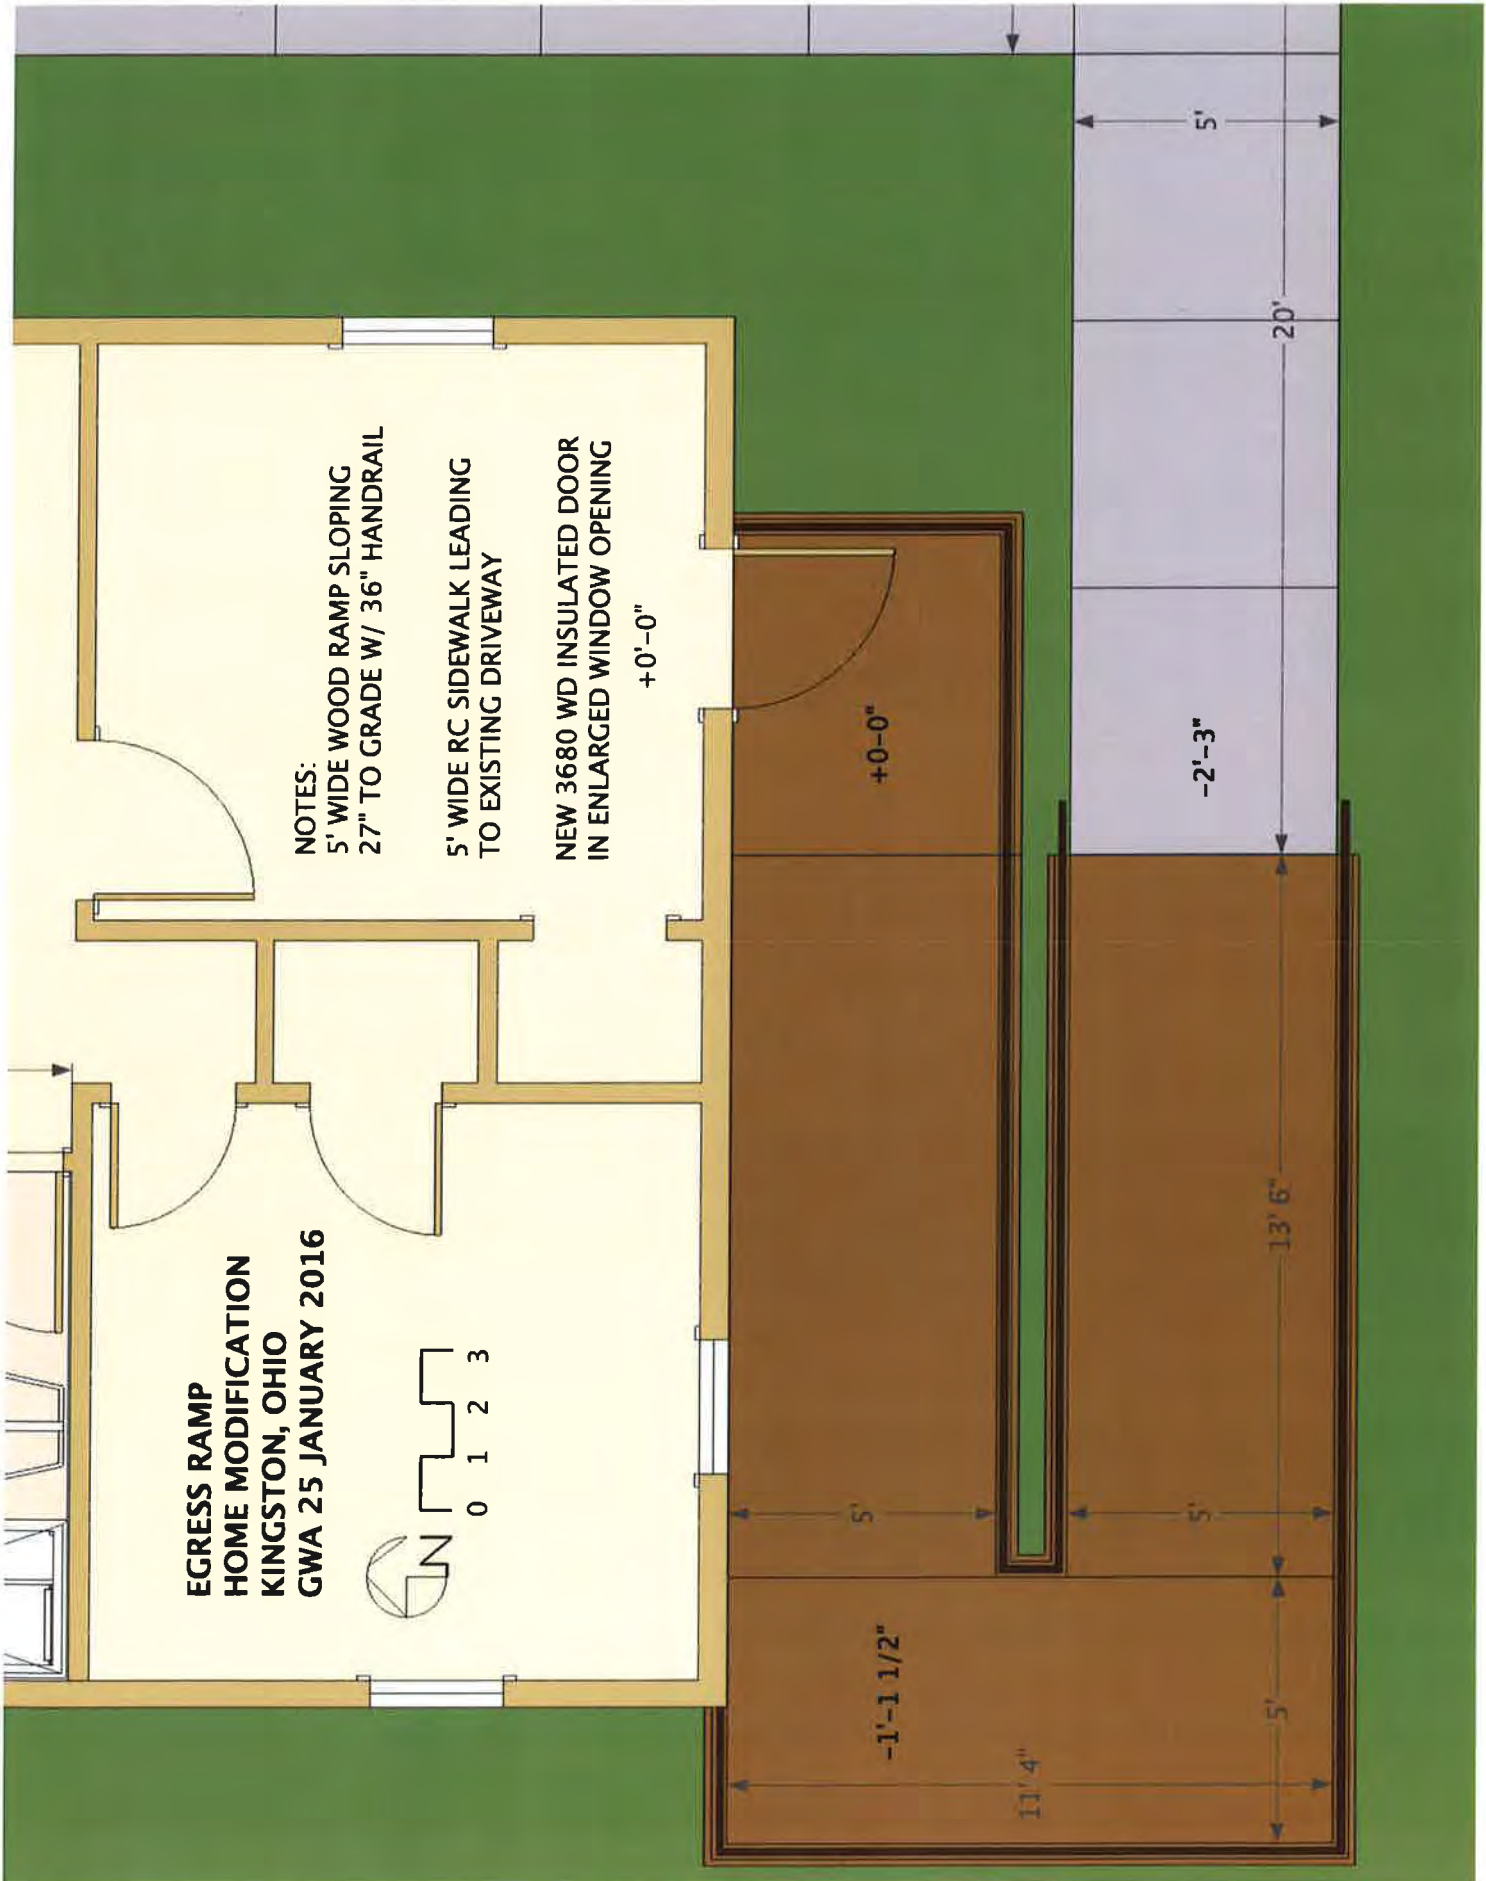 EGRESS RAMP
HOME MODIFICATION
KINGSTON, OHIO
GWA 25 JANUARY 2016
N
0 1 2 3
NOTES:
5' WIDE WOOD RAMP SLOPING
27" TO GRADE W/ 36" HANDRAIL
5' WIDE RC SIDEWALK LEADING
TO EXISTING DRIVEWAY
NEW 3680 WD INSULATED DOOR
IN ENLARGED WINDOW OPENING
+0'-0"
+0-0"
-1'-1 1/2"
5'
5'
-2'-3"
5'
11' 4"
5'
13' 6"
20'